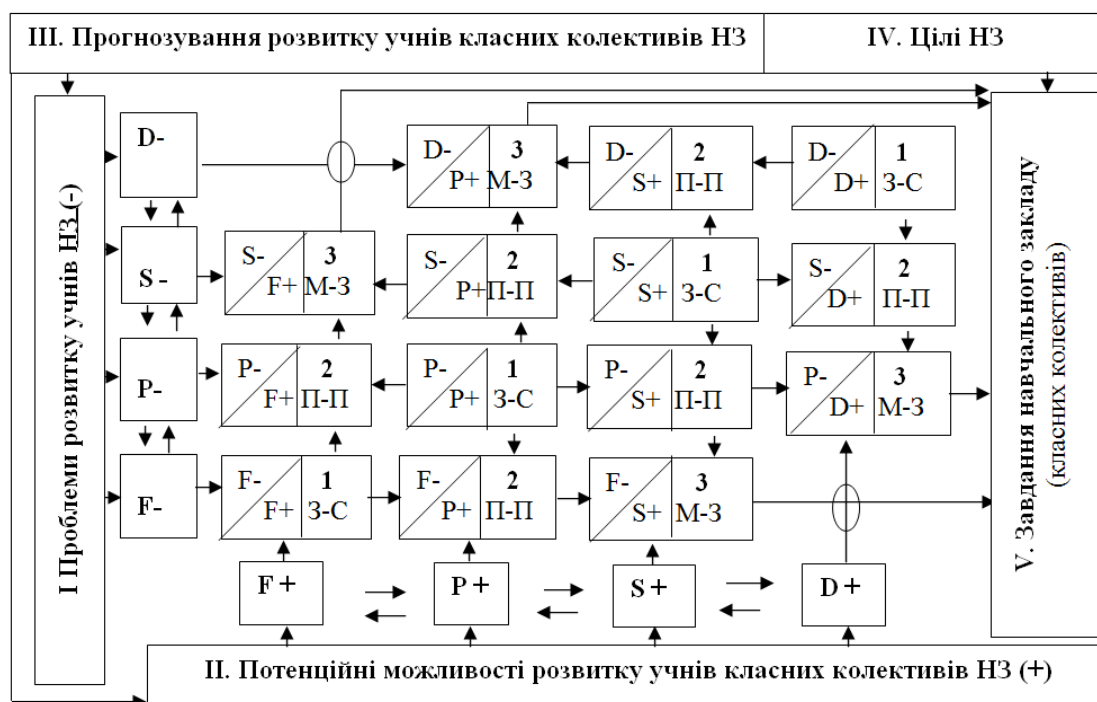 III. Прогнозування розвитку учнів класних колективів НЗ
IV. Цілі НЗ
I Проблеми розвитку учнів НЗ (-)
D-
S -
P-
F-
D- 3
P+ М-З
D- 2
S+ П-П
D- 1
D+ З-С
S- 3
F+ М-З
S- 2
P+ П-П
S- 1
S+ З-С
S- 2
D+ П-П
P- 2
F+ П-П
P- 1
P+ З-С
P- 2
S+ П-П
P- 3
D+ М-З
F- 1
F+ З-С
F- 2
P+ П-П
F- 3
S+ М-З
F +
P +
S +
D +
V. Завдання навчального закладу
(класних колективів)
II. Потенційні можливості розвитку учнів класних колективів НЗ (+)